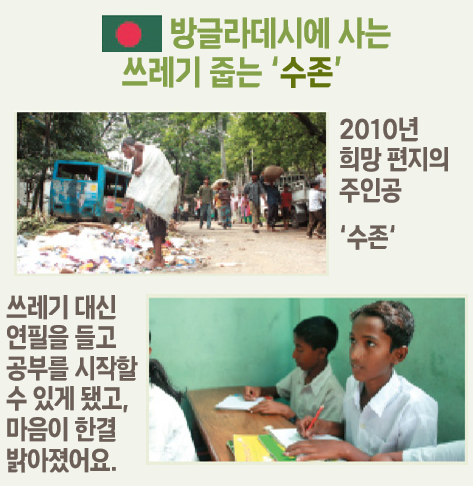 방글라데시에 사는
쓰레기 줍는 ‘수존’
2010년
희망 편지의
주인공
‘수존‘
쓰레기 대신
연필을 들고
공부를 시작할
수 있게 됐고,
마음이 한결
밝아졌어요.